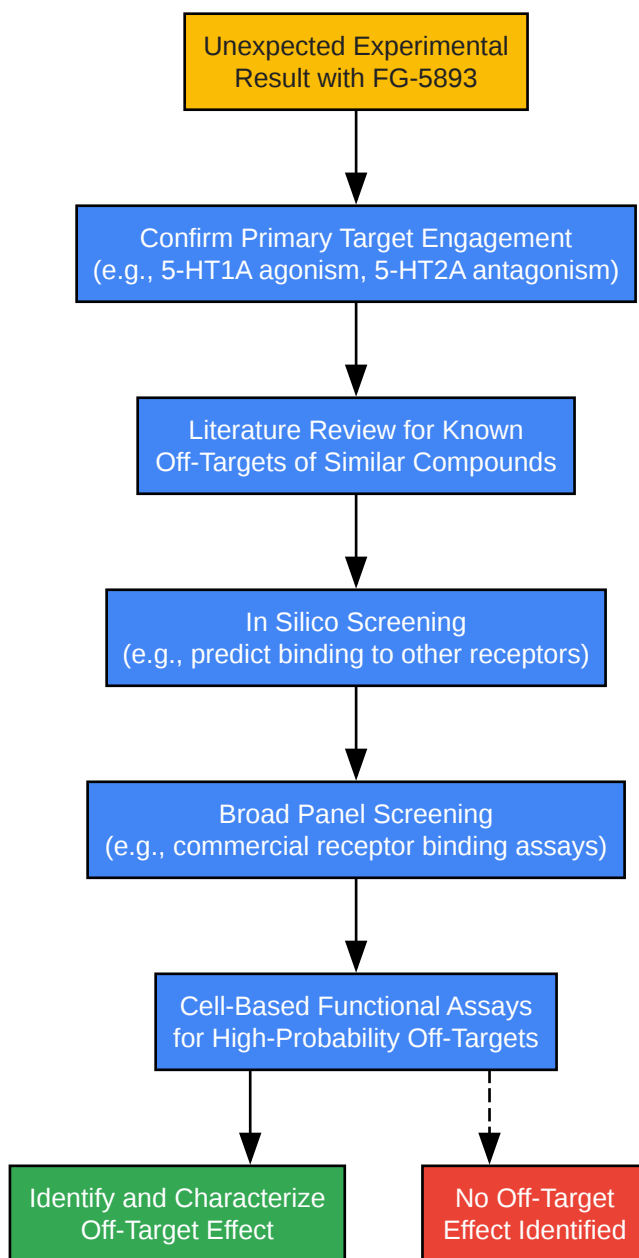 Unexpected Experimental
Result with FG-5893
Confirm Primary Target Engagement
(e.g., 5-HT1A agonism, 5-HT2A antagonism)
Literature Review for Known
Off-Targets of Similar Compounds
In Silico Screening
(e.g., predict binding to other receptors)
Broad Panel Screening
(e.g., commercial receptor binding assays)
Cell-Based Functional Assays
for High-Probability Off-Targets
Identify and Characterize
Off-Target Effect
No Off-Target
Effect Identified